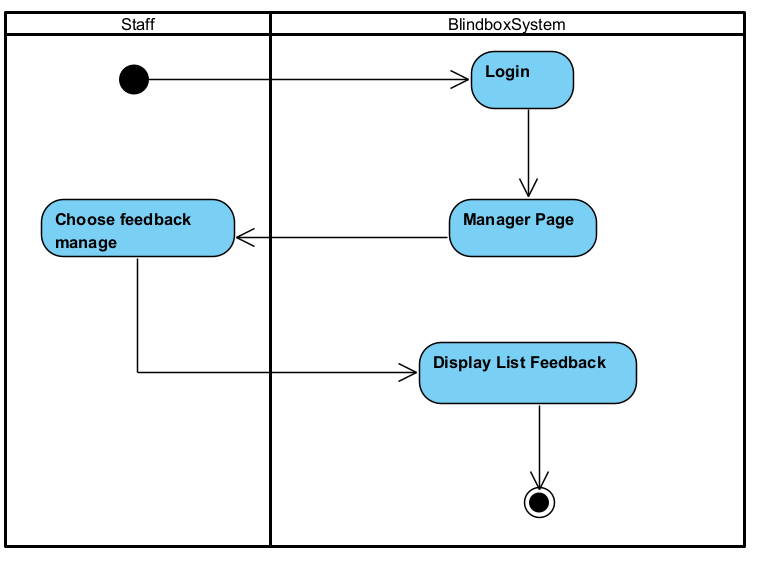 Staff
BlindboxSystem
Login
Choose feedback
manage
Manager Page
Display List Feedback